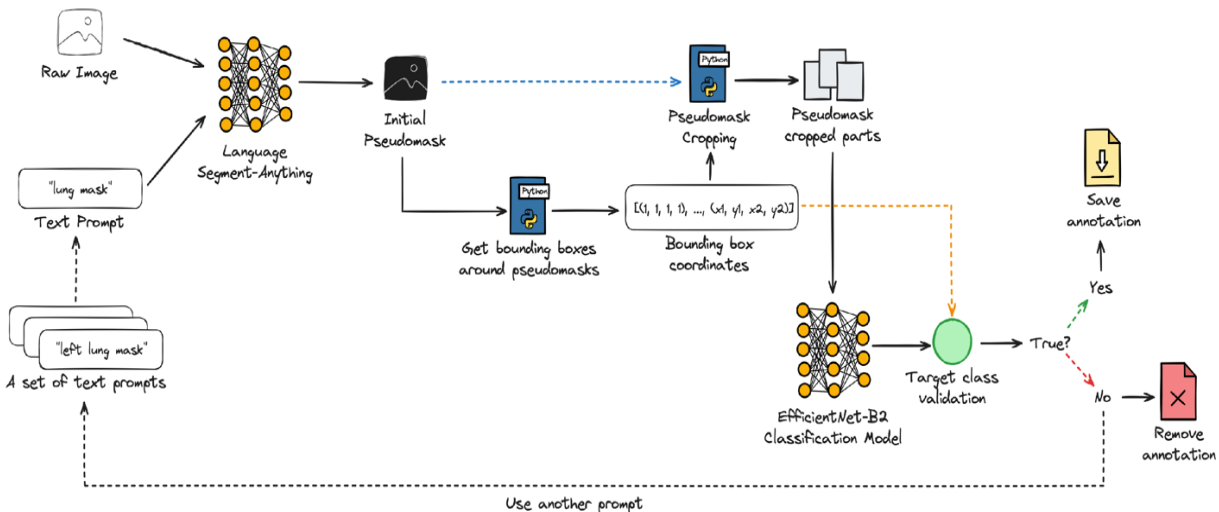 Raw Image
Language
Segment-Anything
Initial
Pseudomask
Python
Pseudomask
Cropping
Pseudomask
cropped parts
"lung mask"
Text Prompt
Python
Get bounding boxes
around pseudomasks
[(1, 1, 1, 1), ..., (x1, y1, x2, y2)]
Bounding box
coordinates
Save
annotation
Yes
"left lung mask"
A set of text prompts
EfficientNet-B2
Classification Model
Target class
validation
True?
No
Remove
annotation
Use another prompt